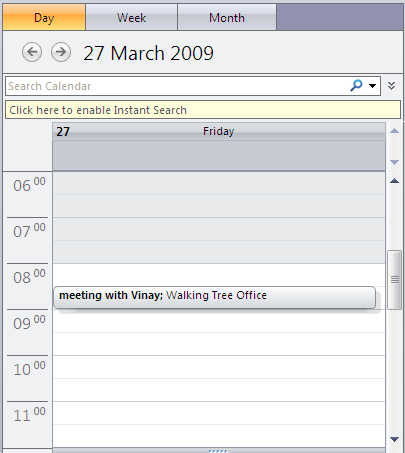 Day Week Month
27 March 2009
Search Calendar
Click here to enable Instant Search
27 Friday
06 00
07 00
08 00
meeting with Vinay; Walking Tree Office
09 00
10 00
11 00